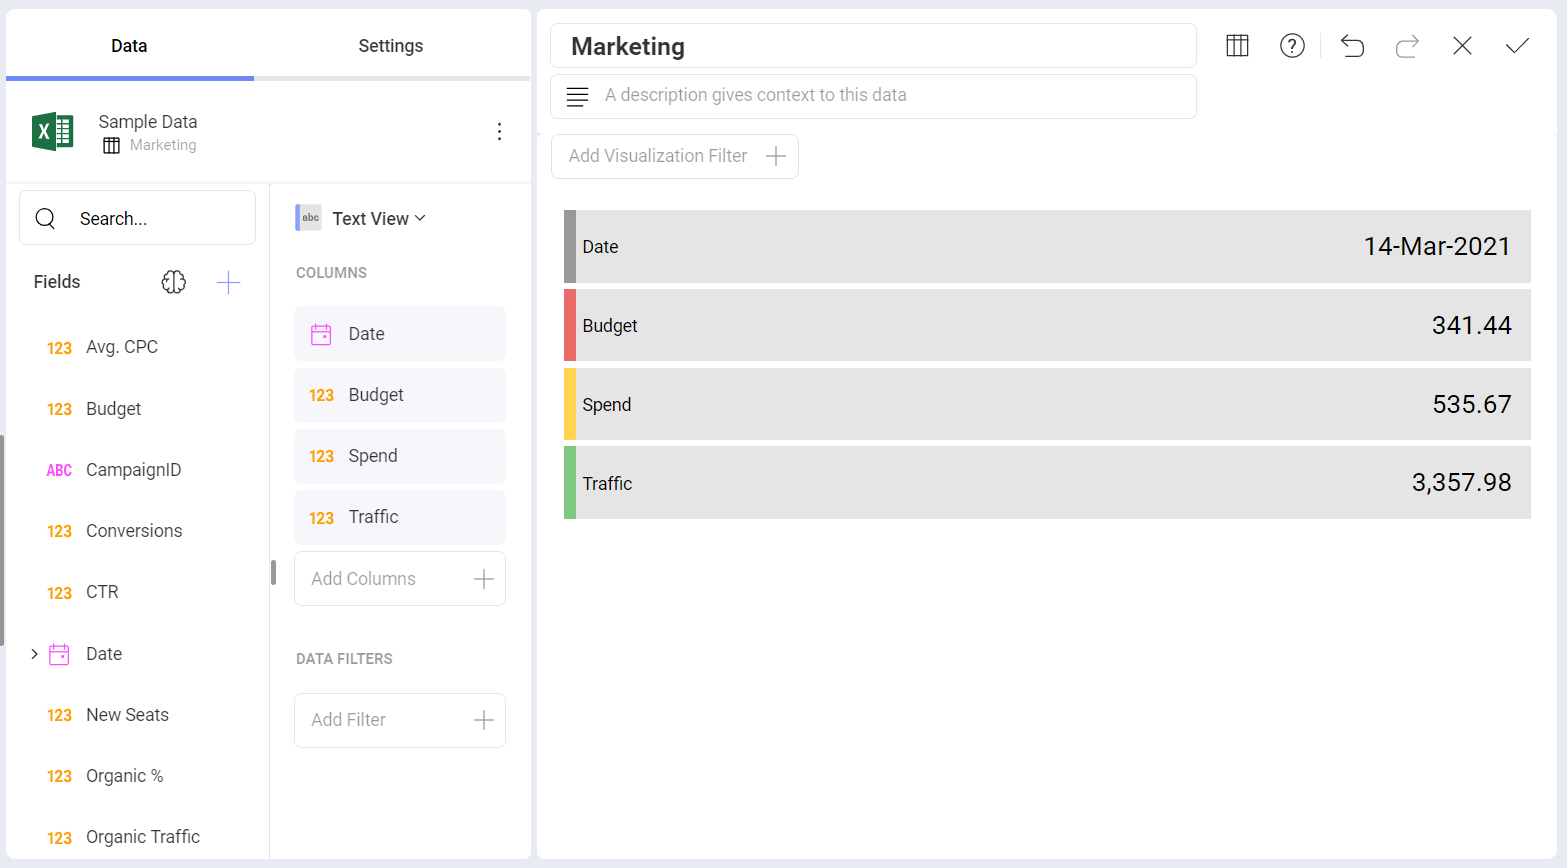 Data
Settings
Sample Data
Marketing
Search...
Fields
123 Avg. CPC
123 Budget
ABC CampaignID
123 Conversions
123 CTR
Date
123 New Seats
123 Organic %
123 Organic Traffic
abc Text View
COLUMNS
Date
123 Budget
123 Spend
123 Traffic
Add Columns
DATA FILTERS
Add Filter
Marketing
A description gives context to this data
Add Visualization Filter
Date 14-Mar-2021
Budget 341.44
Spend 535.67
Traffic 3,357.98